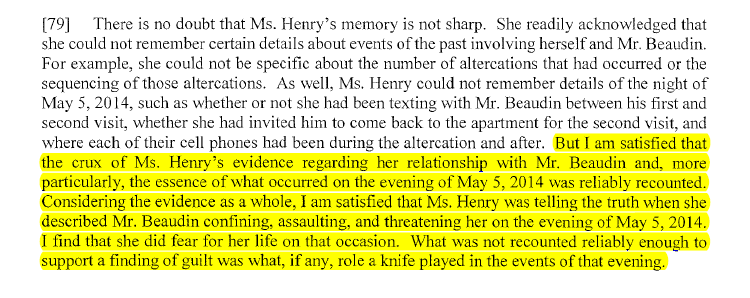 [79] There is no doubt that Ms. Henry's memory is not sharp. She readily acknowledged that
she could not remember certain details about events of the past involving herself and Mr. Beaudin.
For example, she could not be specific about the number of altercations that had occurred or the
sequencing of those altercations. As well, Ms. Henry could not remember details of the night of
May 5, 2014, such as whether or not she had been texting with Mr. Beaudin between his first and
second visit, whether she had invited him to come back to the apartment for the second visit, and
where each of their cell phones had been during the altercation and after. But I am satisfied that
the crux of Ms. Henry's evidence regarding her relationship with Mr. Beaudin and, more
particularly, the essence of what occurred on the evening of May 5, 2014 was reliably recounted.
Considering the evidence as a whole, I am satisfied that Ms. Henry was telling the truth when she
described Mr. Beaudin confining, assaulting, and threatening her on the evening of May 5, 2014.
I find that she did fear for her life on that occasion. What was not recounted reliably enough to
support a finding of guilt was what, if any, role a knife played in the events of that evening.